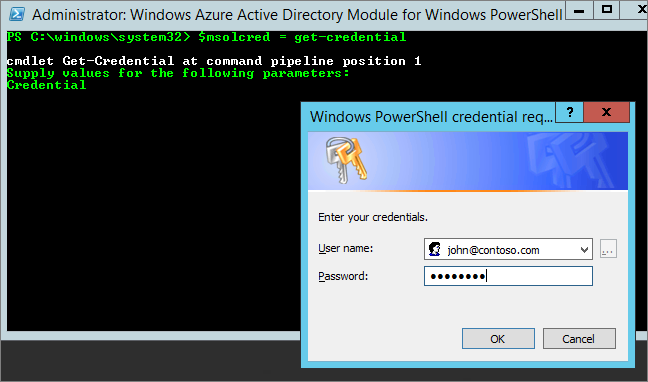 Administrator: Windows Azure Active Directory Module for Windows PowerShell
PS C:\windows\system32> $msolcred = get-credential
cmdlet Get-Credential at command pipeline position 1
Supply values for the following parameters:
Credential
Windows PowerShell credential req...
? x
Enter your credentials.
User name:
john@contoso.com
...
Password:
●●●●●●●●
OK
Cancel